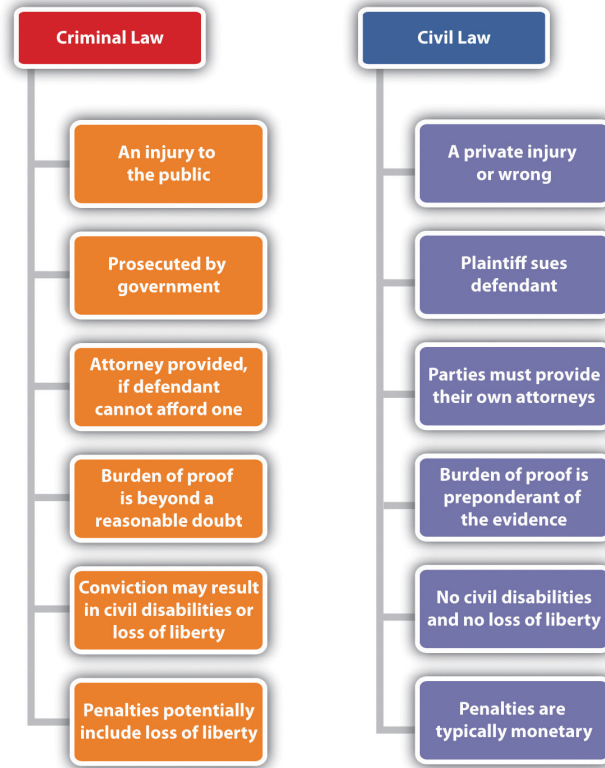 Criminal Law
An injury to
the public
Prosecuted by
government
Attorney provided,
if defendant
cannot afford one
Burden of proof
is beyond a
reasonable doubt
Conviction may result
in civil disabilities or
loss of liberty
Penalties potentially
include loss of liberty
Civil Law
A private injury
or wrong
Plaintiff sues
defendant
Parties must provide
their own attorneys
Burden of proof is
preponderant of
the evidence
No civil disabilities
and no loss of liberty
Penalties are
typically monetary